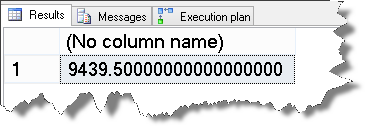 Results Messages Execution plan
(No column name)
1 9439.50000000000000000